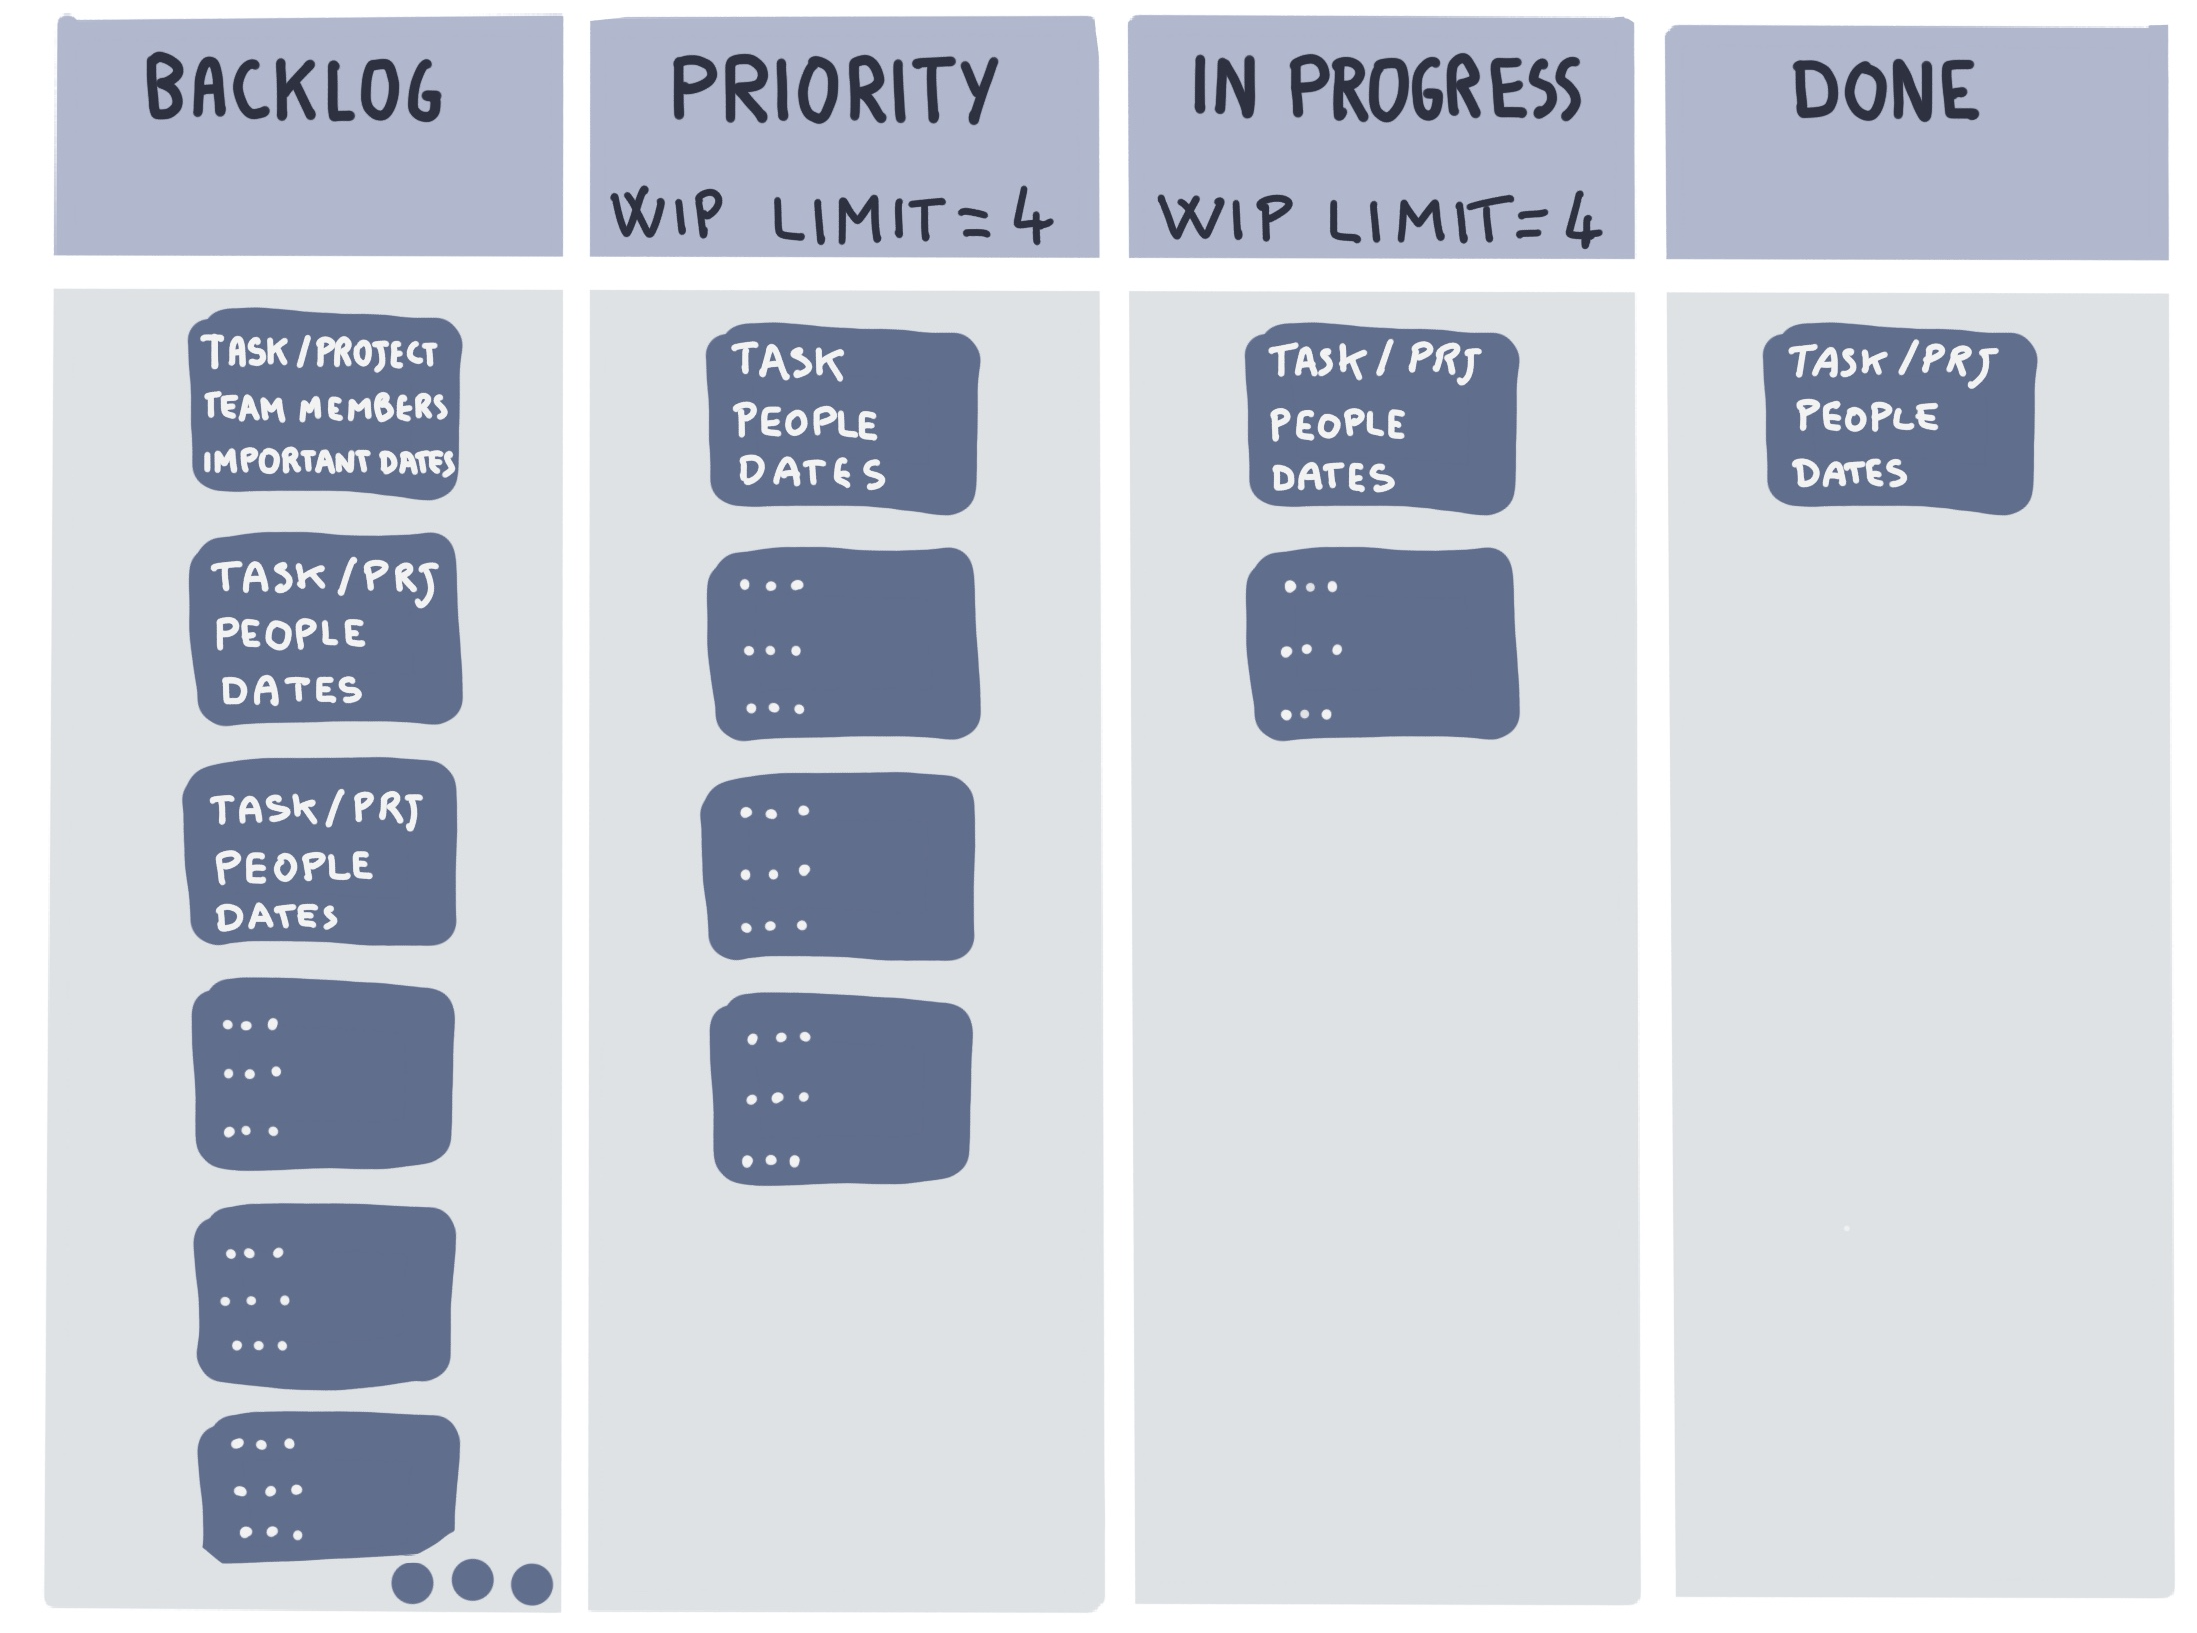 BACKLOG
TASK/PROJECT
TEAM MEMBERS
IMPORTANT DATES
TASK/PRJ
PEOPLE
DATES
TASK/PRJ
PEOPLE
DATES
...
...
...
...
...
...
...
...
...
PRIORITY
WIP LIMIT=4
TASK
PEOPLE
DATES
...
...
...
...
...
...
...
...
...
IN PROGRESS
WIP LIMIT=4
TASK/PRJ
PEOPLE
DATES
...
...
...
DONE
TASK/PRJ
PEOPLE
DATES